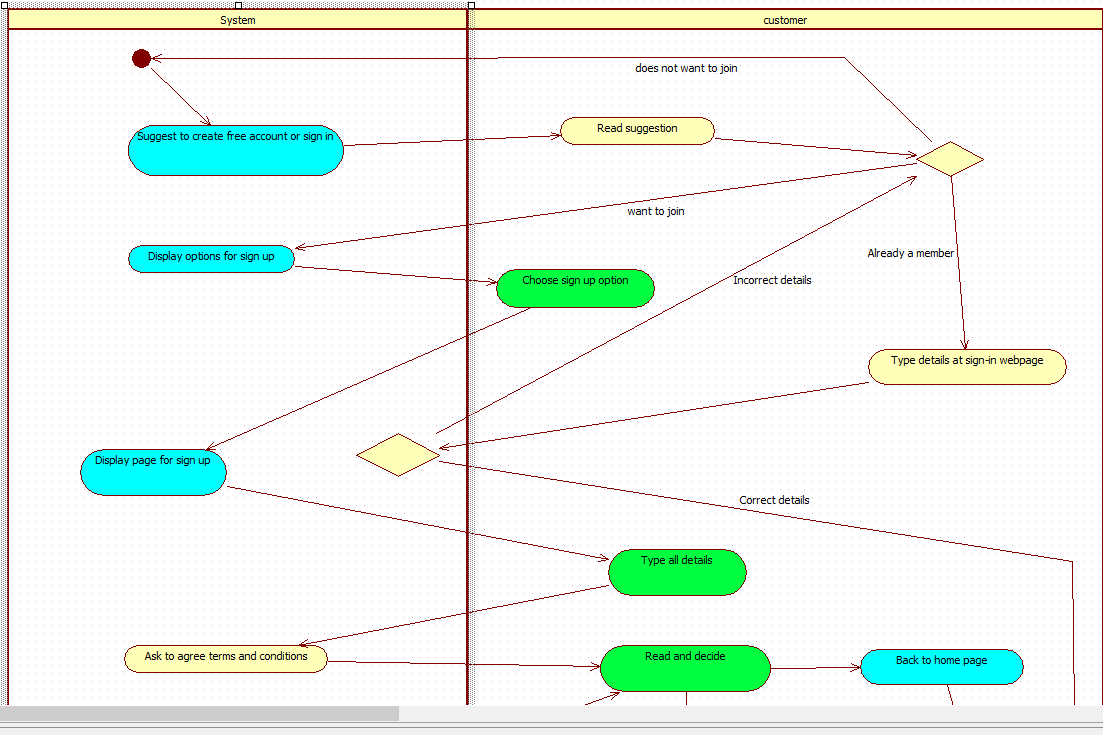 System
customer
does not want to join
Suggest to create free account or sign in
Read suggestion
want to join
Display options for sign up
Already a member
Choose sign up option
Incorrect details
Type details at sign-in webpage
Display page for sign up
Correct details
Type all details
Ask to agree terms and conditions
Read and decide
Back to home page